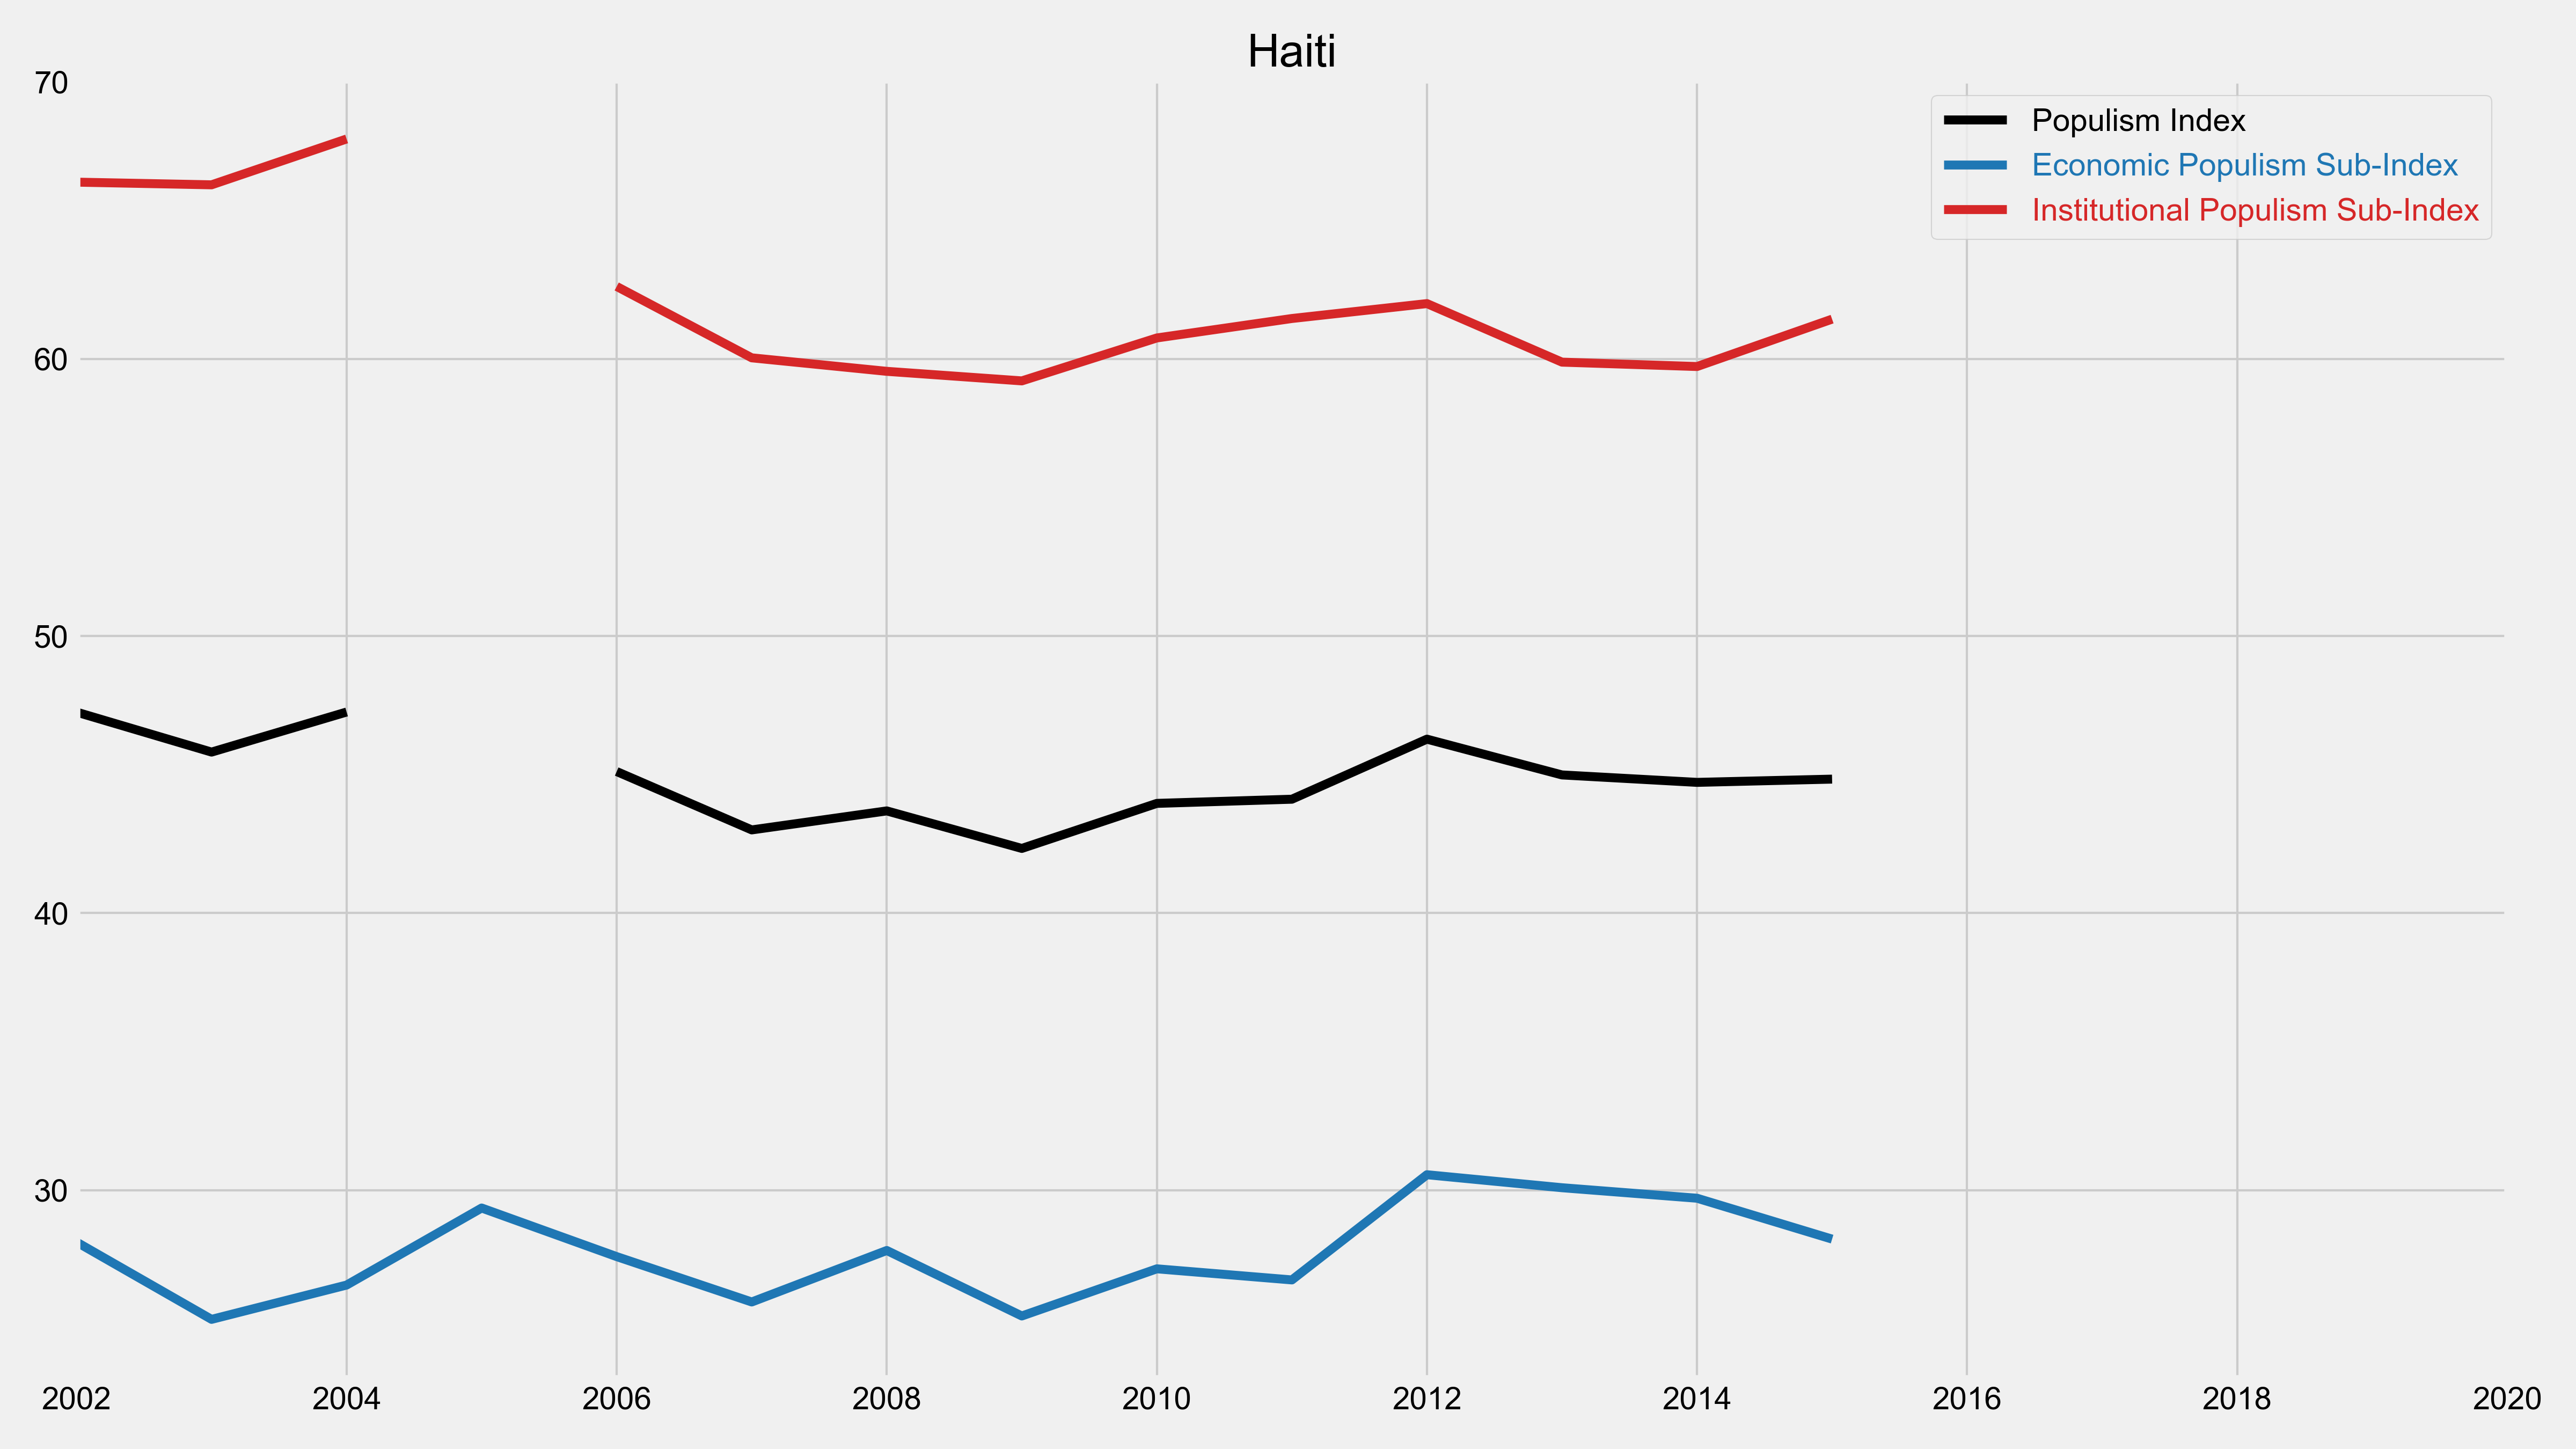 Haiti
70
60
50
40
30
Populism Index
Economic Populism Sub-Index
Institutional Populism Sub-Index
2002 2004 2006 2008 2010 2012 2014 2016 2018 2020